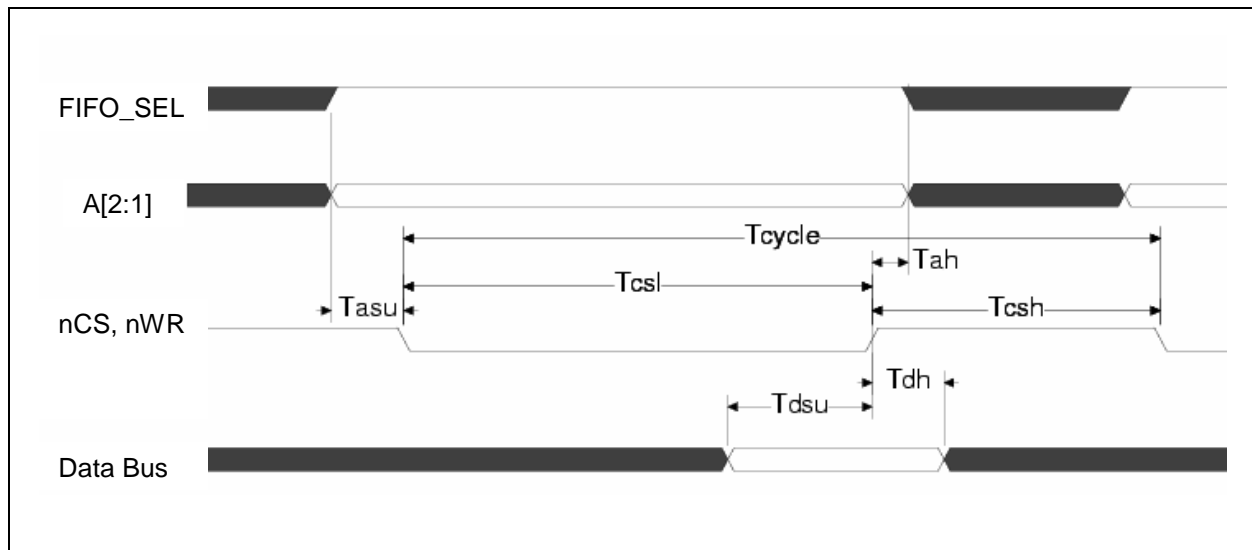 FIFO_SEL
A[2:1]
Tcycle
Tah
Tcsl
Tasu
Tcsh
nCS, nWR
Tdh
Tdsu
Data Bus